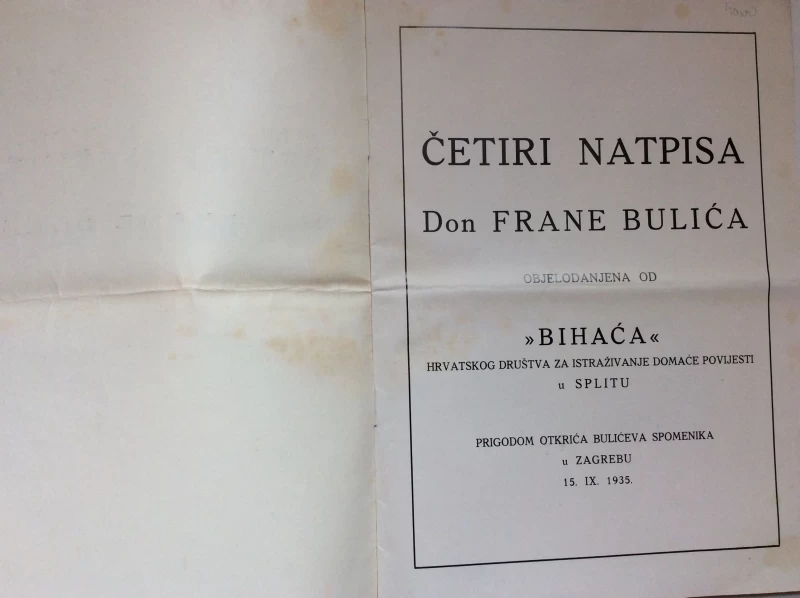 ČETIRI NATPISA
Don FRANE BULIĆA
OBJELODANJENA OD
»BIHAĆA«
HRVATSKOG DRUŠTVA ZA ISTRAŽIVANJE DOMAĆE POVIJESTI
u SPLITU
PRIGODOM OTKRIĆA BULIĆEVA SPOMENIKA
u ZAGREBU
15. IX. 1935.